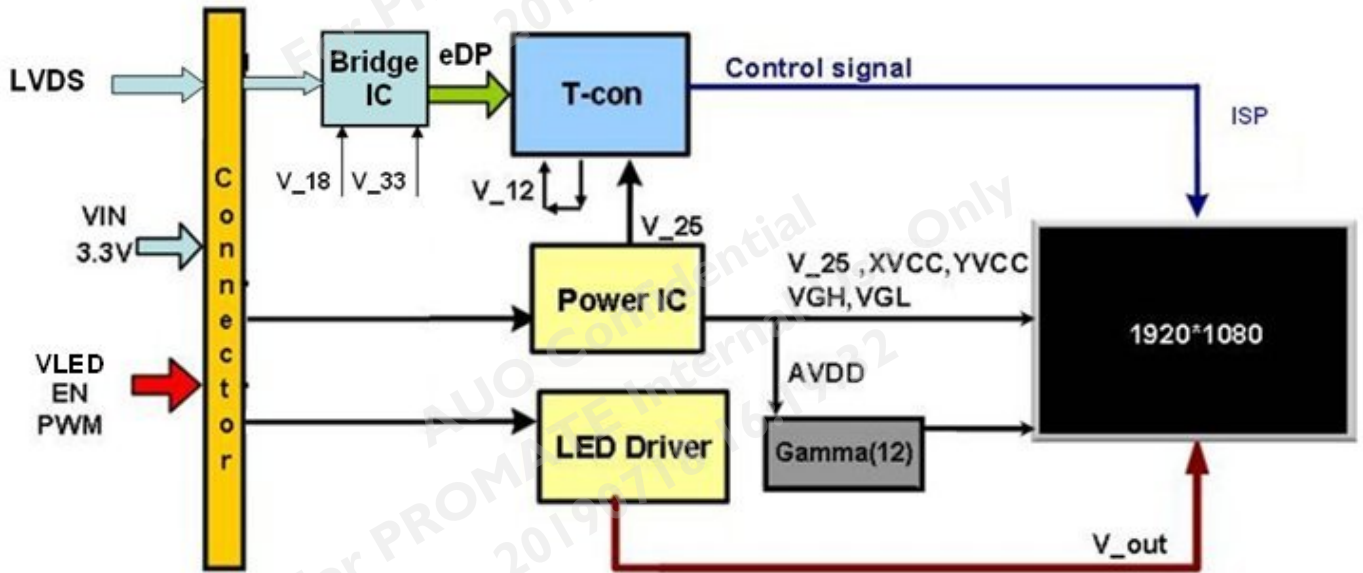 LVDS
Bridge
IC
eDP
T-con
Control signal
ISP
V_18
V_33
V_12
V_25
VIN
3.3V
Connector
Power IC
V_25 ,XVCC,YVCC
VGH,VGL
1920*1080
VLED
EN
PWM
AVDD
LED Driver
Gamma(12)
V_out
AUO Confidential
For PROMATE Internal Use Only